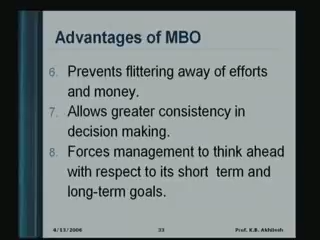 Advantages of MBO
6. Prevents flittering away of efforts
and money.
7. Allows greater consistency in
decision making.
8. Forces management to think ahead
with respect to its short term and
long-term goals.
8/13/2006 33 Prof. K.B. Akhilesh